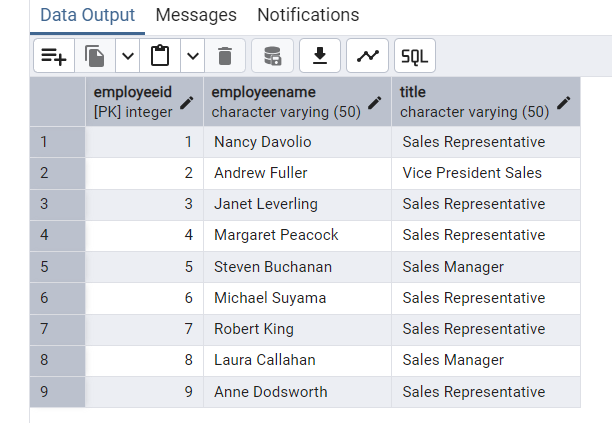 Data Output Messages Notifications
SQL
employeeid employeename title
[PK] integer character varying (50) character varying (50)
1 1 Nancy Davolio Sales Representative
2 2 Andrew Fuller Vice President Sales
3 3 Janet Leverling Sales Representative
4 4 Margaret Peacock Sales Representative
5 5 Steven Buchanan Sales Manager
6 6 Michael Suyama Sales Representative
7 7 Robert King Sales Representative
8 8 Laura Callahan Sales Manager
9 9 Anne Dodsworth Sales Representative